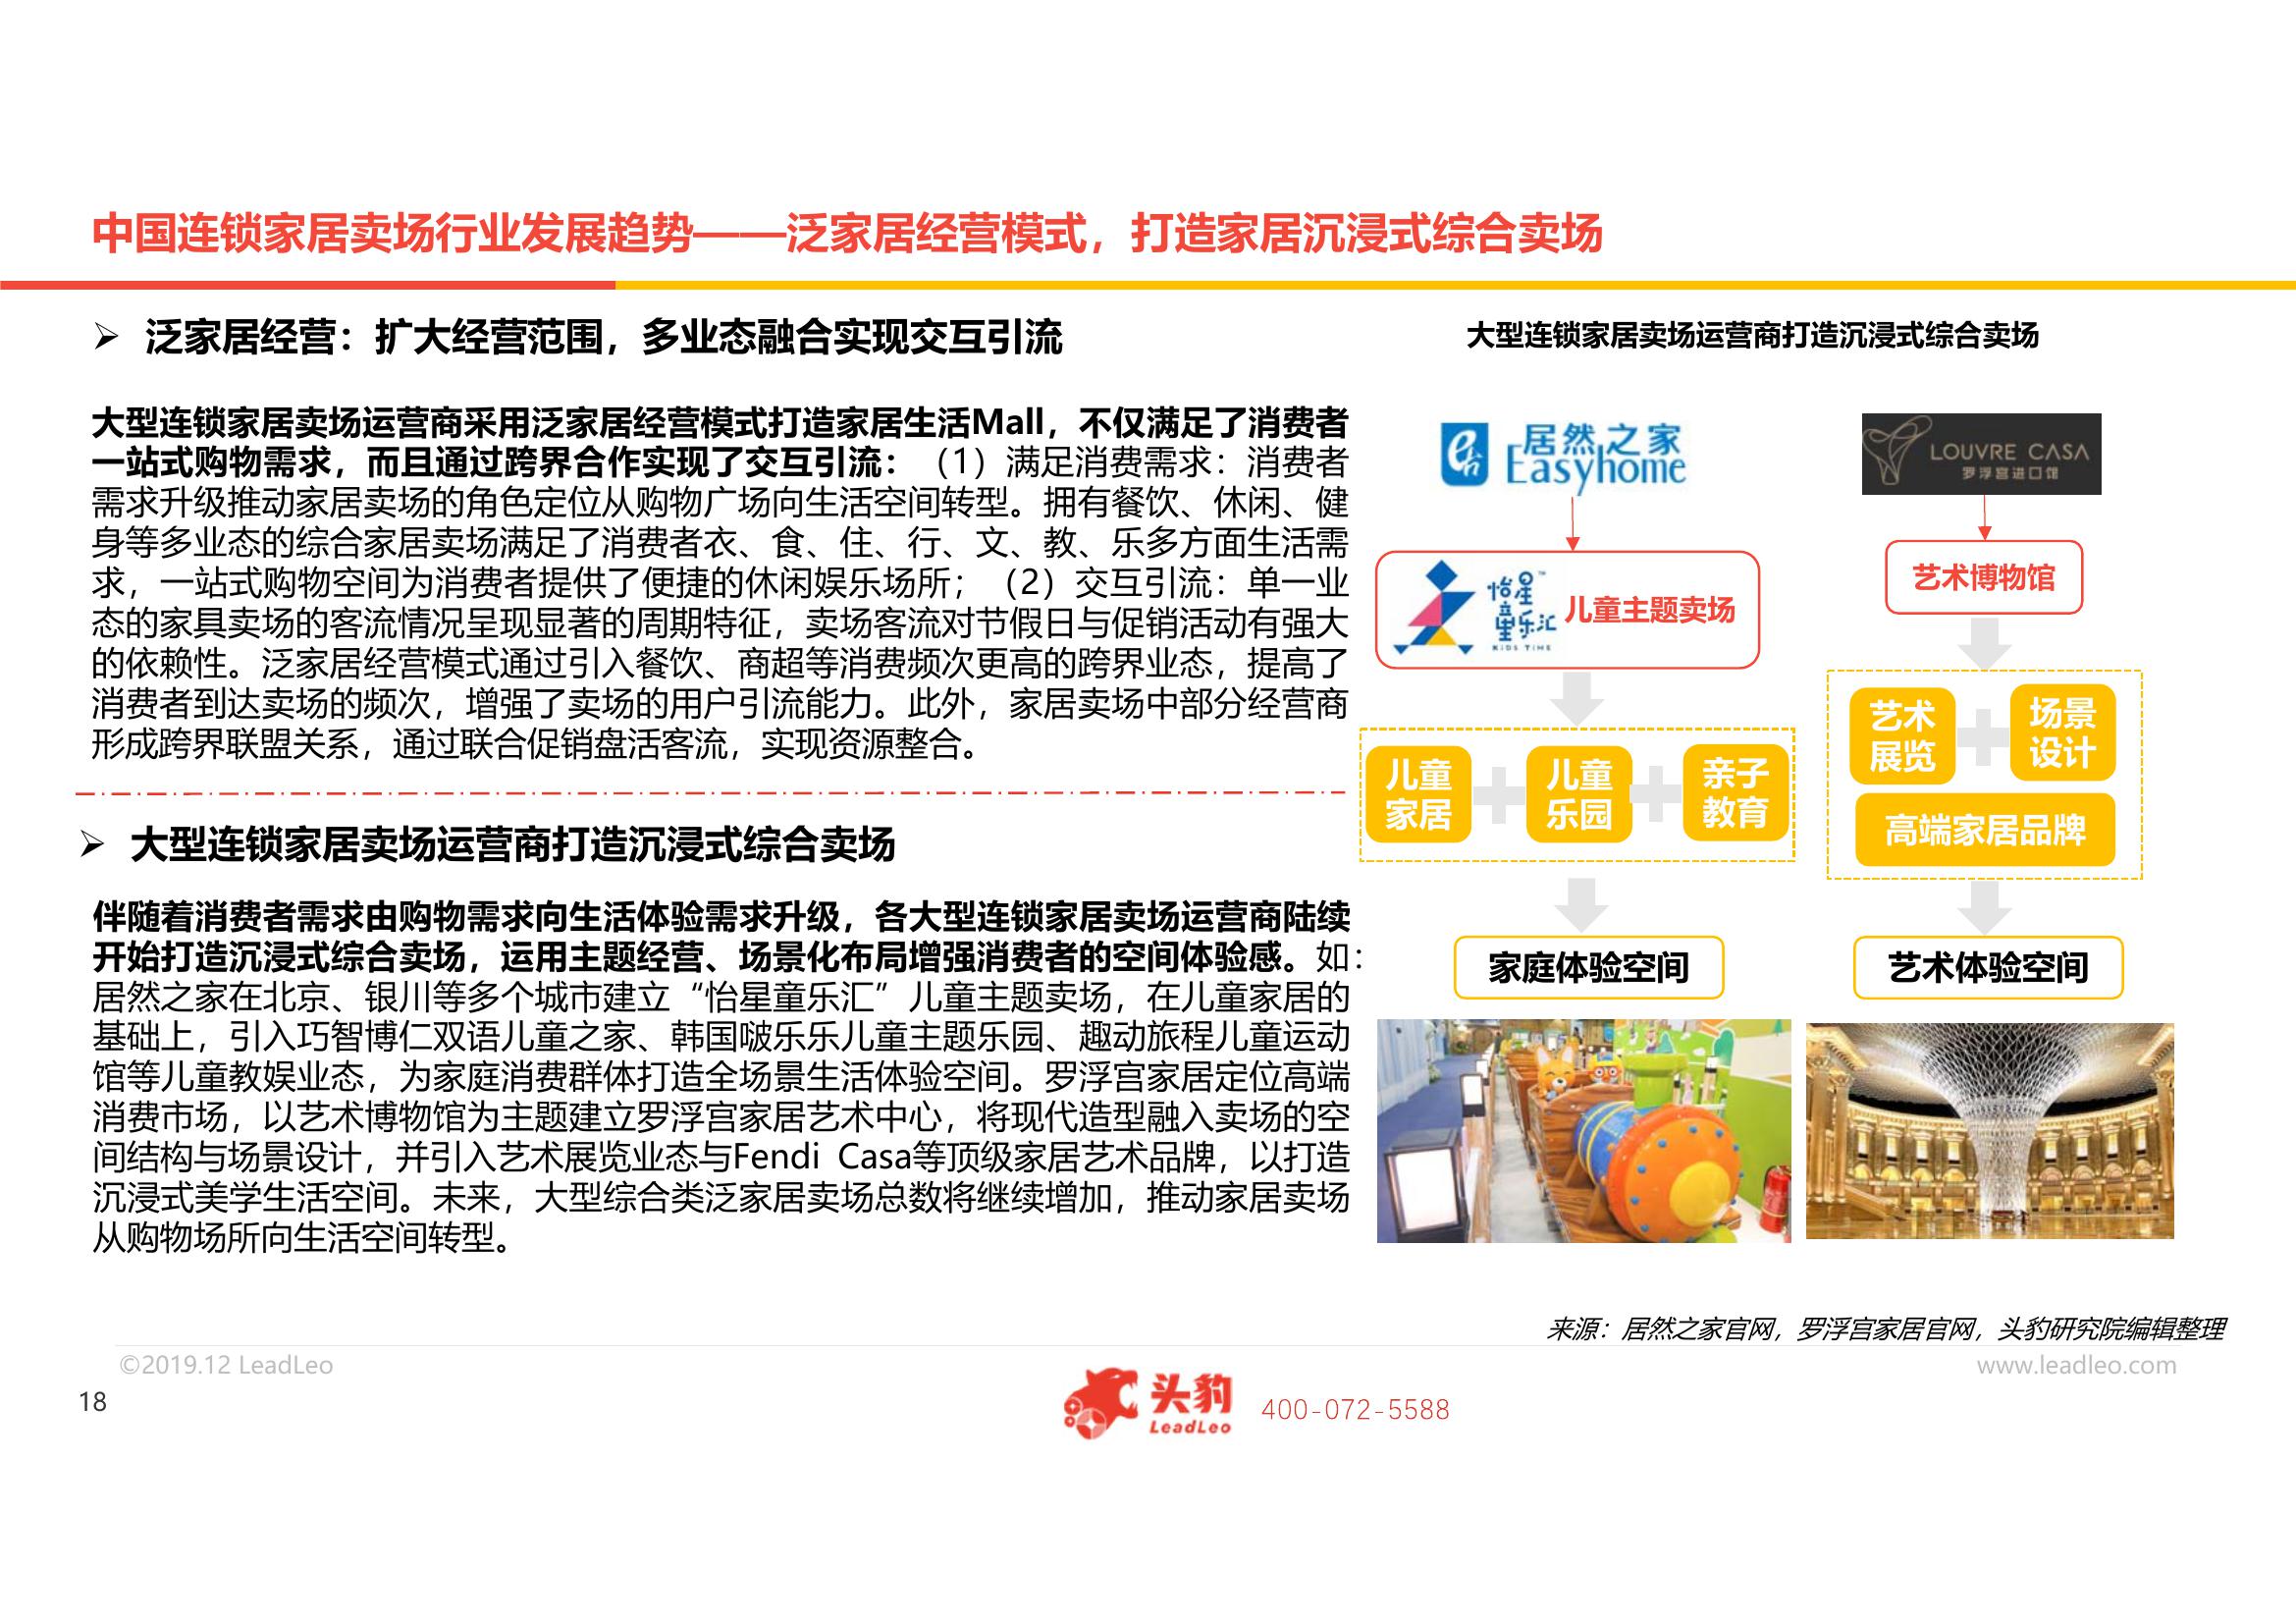 中国连锁家居卖场行业发展趋势——泛家居经营模式，打造家居沉浸式综合卖场
➢ 泛家居经营：扩大经营范围，多业态融合实现交互引流
大型连锁家居卖场运营商采用泛家居经营模式打造家居生活Mall，不仅满足了消费者
一站式购物需求，而且通过跨界合作实现了交互引流：（1）满足消费需求：消费者
需求升级推动家居卖场的角色定位从购物广场向生活空间转型。拥有餐饮、休闲、健
身等多业态的综合家居卖场满足了消费者衣、食、住、行、文、教、乐多方面生活需
求，一站式购物空间为消费者提供了便捷的休闲娱乐场所；（2）交互引流：单一业
态的家具卖场的客流情况呈现显著的周期特征，卖场客流对节假日与促销活动有强大
的依赖性。泛家居经营模式通过引入餐饮、商超等消费频次更高的跨界业态，提高了
消费者到达卖场的频次，增强了卖场的用户引流能力。此外，家居卖场中部分经营商
形成跨界联盟关系，通过联合促销盘活客流，实现资源整合。
➢ 大型连锁家居卖场运营商打造沉浸式综合卖场
伴随着消费者需求由购物需求向生活体验需求升级，各大型连锁家居卖场运营商陆续
开始打造沉浸式综合卖场，运用主题经营、场景化布局增强消费者的空间体验感。如：
居然之家在北京、银川等多个城市建立“怡星童乐汇”儿童主题卖场，在儿童家居的
基础上，引入巧智博仁双语儿童之家、韩国啵乐乐儿童主题乐园、趣动旅程儿童运动
馆等儿童教娱业态，为家庭消费群体打造全场景生活体验空间。罗浮宫家居定位高端
消费市场，以艺术博物馆为主题建立罗浮宫家居艺术中心，将现代造型融入卖场的空
间结构与场景设计，并引入艺术展览业态与Fendi Casa等顶级家居艺术品牌，以打造
沉浸式美学生活空间。未来，大型综合类泛家居卖场总数将继续增加，推动家居卖场
从购物场所向生活空间转型。
大型连锁家居卖场运营商打造沉浸式综合卖场
居然之家
Easyhome
怡星™
童乐汇
KIDS TIME
儿童主题卖场
儿童
家居
儿童
乐园
亲子
教育
家庭体验空间
LOUVRE CASA
罗浮宫进口馆
艺术博物馆
艺术
展览
场景
设计
高端家居品牌
艺术体验空间
来源：居然之家官网，罗浮宫家居官网，头豹研究院编辑整理
©2019.12 LeadLeo
www.leadleo.com
18
头豹
LeadLeo
400-072-5588